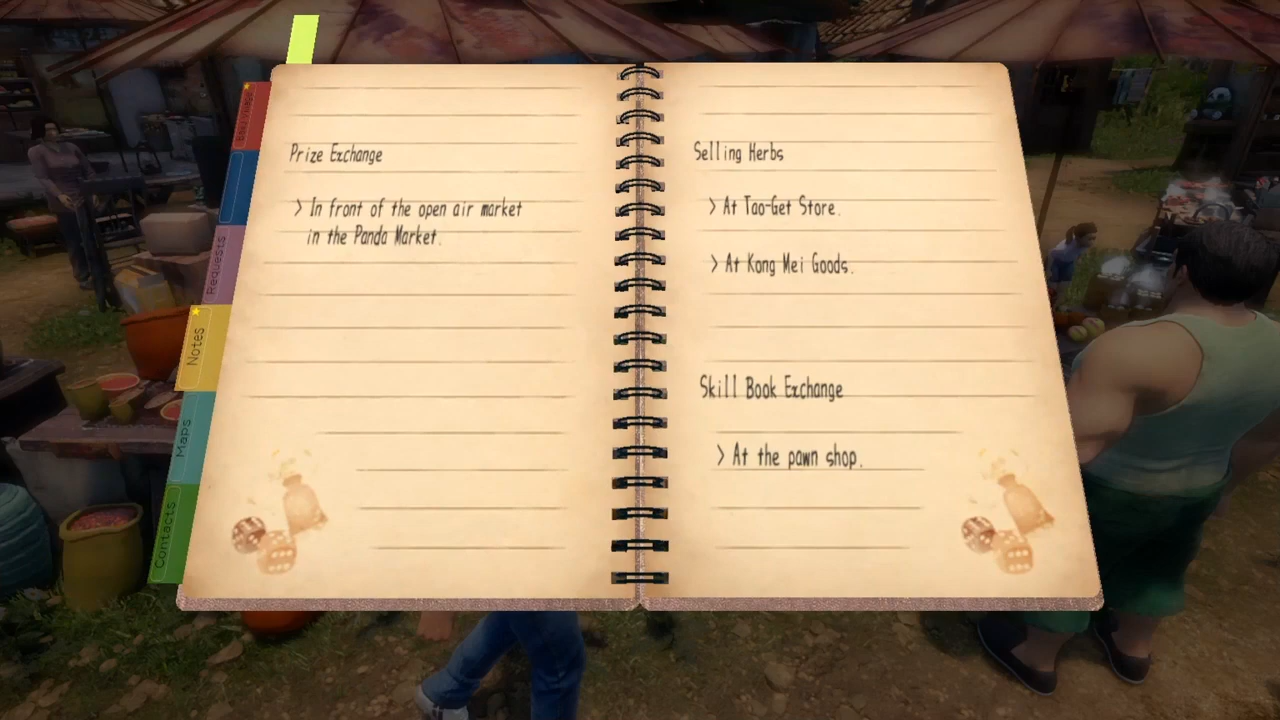 Prize Exchange
> In front of the open air market
in the Panda Market.
Selling Herbs
> At Tao-Get Store.
> At Kong Mei Goods.
Skill Book Exchange
> At the pawn shop.
Requests
Notes
Maps
Contacts